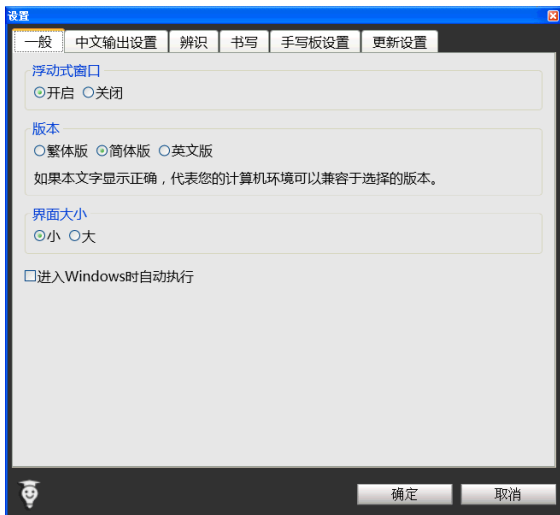 设置
一般 中文输出设置 辨识 书写 手写板设置 更新设置
浮动式窗口
开启 关闭
版本
繁体版 简体版 英文版
如果本文字显示正确，代表您的计算机环境可以兼容于选择的版本。
界面大小
小 大
进入Windows时自动执行
确定 取消